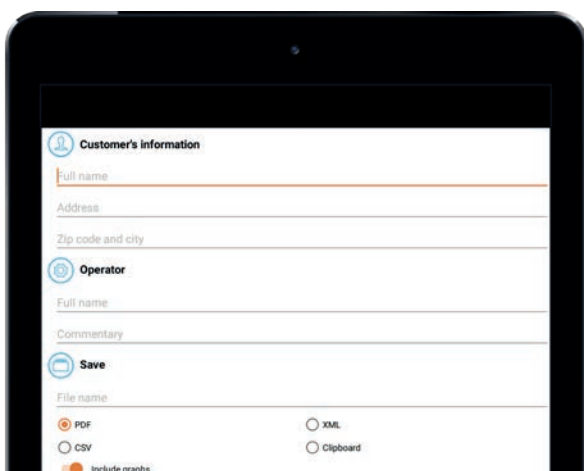 Customer's information
Full name
Address
Zip code and city
Operator
Full name
Commentary
Save
File name
PDF XML
CSV Clipboard
Include graphs